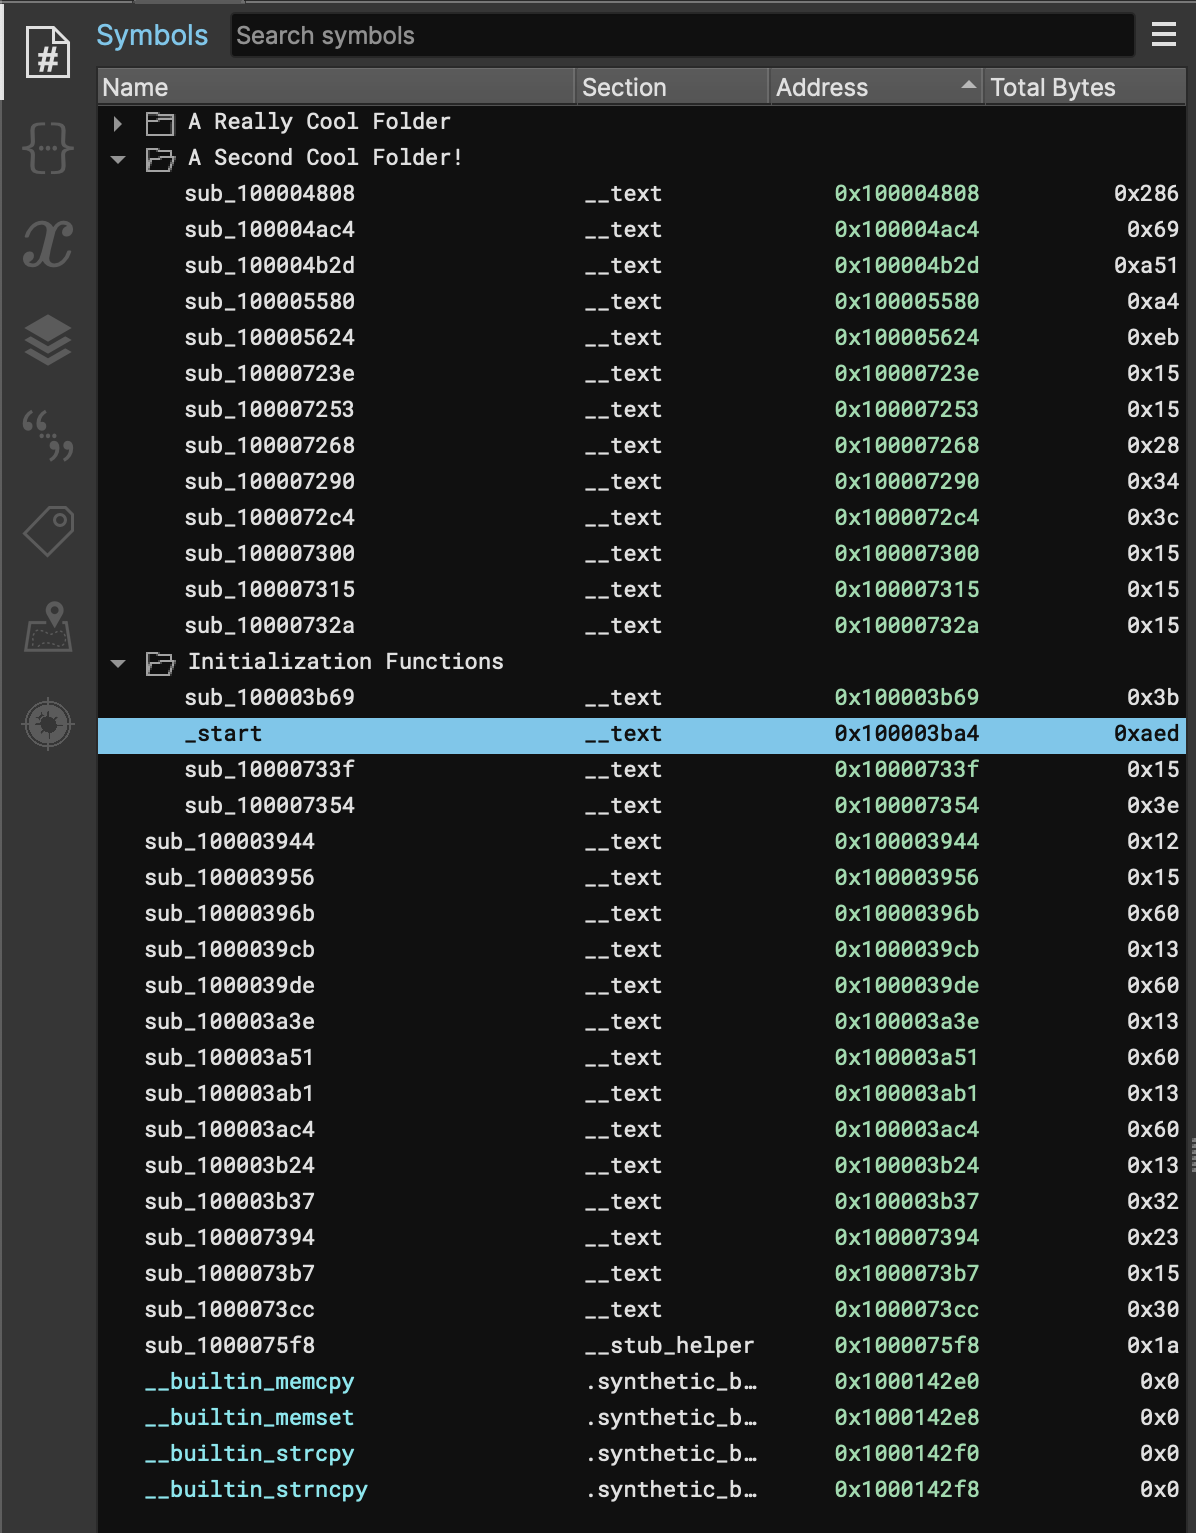 Symbols Search symbols
Name Section Address Total Bytes
A Really Cool Folder
A Second Cool Folder!
sub_100004808 __text 0x100004808 0x286
sub_100004ac4 __text 0x100004ac4 0x69
sub_100004b2d __text 0x100004b2d 0xa51
sub_100005580 __text 0x100005580 0xa4
sub_100005624 __text 0x100005624 0xeb
sub_10000723e __text 0x10000723e 0x15
sub_100007253 __text 0x100007253 0x15
sub_100007268 __text 0x100007268 0x28
sub_100007290 __text 0x100007290 0x34
sub_1000072c4 __text 0x1000072c4 0x3c
sub_100007300 __text 0x100007300 0x15
sub_100007315 __text 0x100007315 0x15
sub_10000732a __text 0x10000732a 0x15
Initialization Functions
sub_100003b69 __text 0x100003b69 0x3b
_start __text 0x100003ba4 0xaed
sub_10000733f __text 0x10000733f 0x15
sub_100007354 __text 0x100007354 0x3e
sub_100003944 __text 0x100003944 0x12
sub_100003956 __text 0x100003956 0x15
sub_10000396b __text 0x10000396b 0x60
sub_1000039cb __text 0x1000039cb 0x13
sub_1000039de __text 0x1000039de 0x60
sub_100003a3e __text 0x100003a3e 0x13
sub_100003a51 __text 0x100003a51 0x60
sub_100003ab1 __text 0x100003ab1 0x13
sub_100003ac4 __text 0x100003ac4 0x60
sub_100003b24 __text 0x100003b24 0x13
sub_100003b37 __text 0x100003b37 0x32
sub_100007394 __text 0x100007394 0x23
sub_1000073b7 __text 0x1000073b7 0x15
sub_1000073cc __text 0x1000073cc 0x30
sub_1000075f8 __stub_helper 0x1000075f8 0x1a
__builtin_memcpy .synthetic_b… 0x1000142e0 0x0
__builtin_memset .synthetic_b… 0x1000142e8 0x0
__builtin_strcpy .synthetic_b… 0x1000142f0 0x0
__builtin_strncpy .synthetic_b… 0x1000142f8 0x0